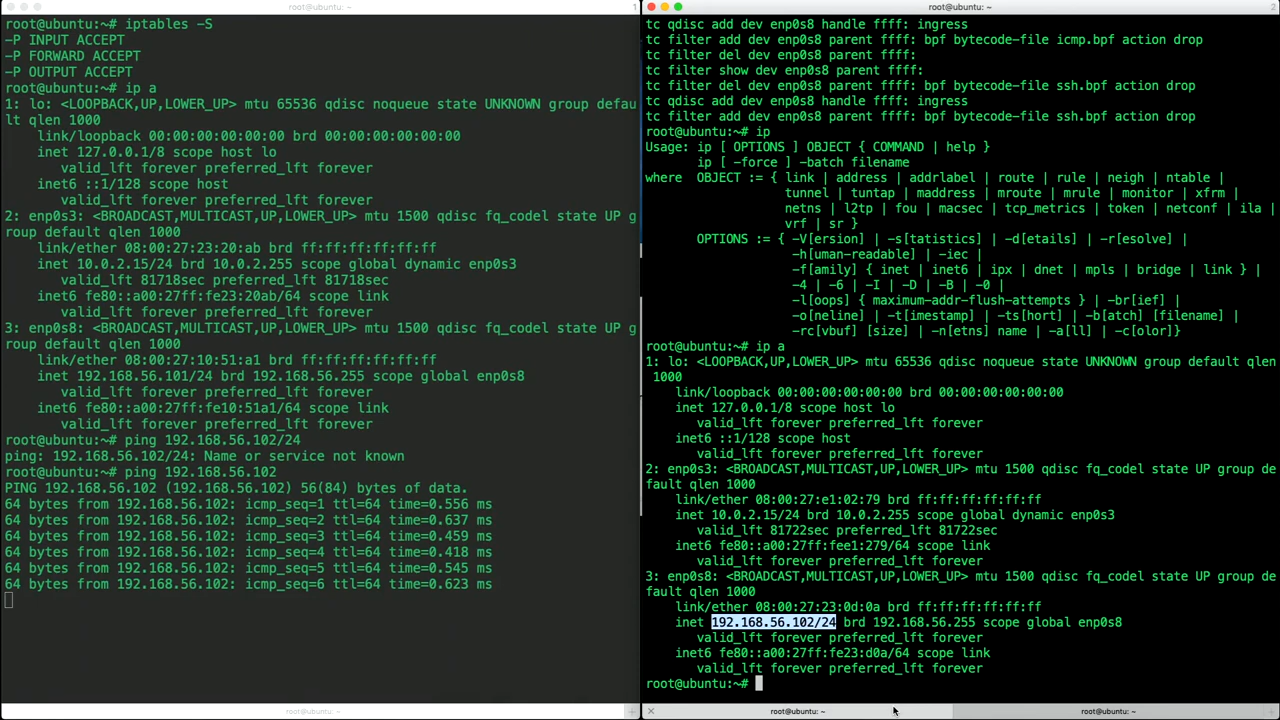 root@ubuntu: ~
1
root@ubuntu:~# iptables -S
-P INPUT ACCEPT
-P FORWARD ACCEPT
-P OUTPUT ACCEPT
root@ubuntu:~# ip a
1: lo: <LOOPBACK,UP,LOWER_UP> mtu 65536 qdisc noqueue state UNKNOWN group defau
lt qlen 1000
link/loopback 00:00:00:00:00:00 brd 00:00:00:00:00:00
inet 127.0.0.1/8 scope host lo
valid_lft forever preferred_lft forever
inet6 ::1/128 scope host
valid_lft forever preferred_lft forever
2: enp0s3: <BROADCAST,MULTICAST,UP,LOWER_UP> mtu 1500 qdisc fq_codel state UP g
roup default qlen 1000
link/ether 08:00:27:23:20:ab brd ff:ff:ff:ff:ff:ff
inet 10.0.2.15/24 brd 10.0.2.255 scope global dynamic enp0s3
valid_lft 81718sec preferred_lft 81718sec
inet6 fe80::a00:27ff:fe23:20ab/64 scope link
valid_lft forever preferred_lft forever
3: enp0s8: <BROADCAST,MULTICAST,UP,LOWER_UP> mtu 1500 qdisc fq_codel state UP g
roup default qlen 1000
link/ether 08:00:27:10:51:a1 brd ff:ff:ff:ff:ff:ff
inet 192.168.56.101/24 brd 192.168.56.255 scope global enp0s8
valid_lft forever preferred_lft forever
inet6 fe80::a00:27ff:fe10:51a1/64 scope link
valid_lft forever preferred_lft forever
root@ubuntu:~# ping 192.168.56.102/24
ping: 192.168.56.102/24: Name or service not known
root@ubuntu:~# ping 192.168.56.102
PING 192.168.56.102 (192.168.56.102) 56(84) bytes of data.
64 bytes from 192.168.56.102: icmp_seq=1 ttl=64 time=0.556 ms
64 bytes from 192.168.56.102: icmp_seq=2 ttl=64 time=0.637 ms
64 bytes from 192.168.56.102: icmp_seq=3 ttl=64 time=0.459 ms
64 bytes from 192.168.56.102: icmp_seq=4 ttl=64 time=0.418 ms
64 bytes from 192.168.56.102: icmp_seq=5 ttl=64 time=0.545 ms
64 bytes from 192.168.56.102: icmp_seq=6 ttl=64 time=0.623 ms
root@ubuntu: ~
root@ubuntu: ~
2
tc qdisc add dev enp0s8 handle ffff: ingress
tc filter add dev enp0s8 parent ffff: bpf bytecode-file icmp.bpf action drop
tc filter del dev enp0s8 parent ffff:
tc filter show dev enp0s8 parent ffff:
tc filter del dev enp0s8 parent ffff: bpf bytecode-file ssh.bpf action drop
tc qdisc add dev enp0s8 handle ffff: ingress
tc filter add dev enp0s8 parent ffff: bpf bytecode-file ssh.bpf action drop
root@ubuntu:~# ip
Usage: ip [ OPTIONS ] OBJECT { COMMAND | help }
ip [ -force ] -batch filename
where OBJECT := { link | address | addrlabel | route | rule | neigh | ntable |
tunnel | tuntap | maddress | mroute | mrule | monitor | xfrm |
netns | l2tp | fou | macsec | tcp_metrics | token | netconf | ila |
vrf | sr }
OPTIONS := { -V[ersion] | -s[tatistics] | -d[etails] | -r[esolve] |
-h[uman-readable] | -iec |
-f[amily] { inet | inet6 | ipx | dnet | mpls | bridge | link } |
-4 | -6 | -I | -D | -B | -0 |
-l[oops] { maximum-addr-flush-attempts } | -br[ief] |
-o[neline] | -t[imestamp] | -ts[hort] | -b[atch] [filename] |
-rc[vbuf] [size] | -n[etns] name | -a[ll] | -c[olor]}
root@ubuntu:~# ip a
1: lo: <LOOPBACK,UP,LOWER_UP> mtu 65536 qdisc noqueue state UNKNOWN group default qlen
1000
link/loopback 00:00:00:00:00:00 brd 00:00:00:00:00:00
inet 127.0.0.1/8 scope host lo
valid_lft forever preferred_lft forever
inet6 ::1/128 scope host
valid_lft forever preferred_lft forever
2: enp0s3: <BROADCAST,MULTICAST,UP,LOWER_UP> mtu 1500 qdisc fq_codel state UP group de
fault qlen 1000
link/ether 08:00:27:e1:02:79 brd ff:ff:ff:ff:ff:ff
inet 10.0.2.15/24 brd 10.0.2.255 scope global dynamic enp0s3
valid_lft 81722sec preferred_lft 81722sec
inet6 fe80::a00:27ff:fee1:279/64 scope link
valid_lft forever preferred_lft forever
3: enp0s8: <BROADCAST,MULTICAST,UP,LOWER_UP> mtu 1500 qdisc fq_codel state UP group de
fault qlen 1000
link/ether 08:00:27:23:0d:0a brd ff:ff:ff:ff:ff:ff
inet 192.168.56.102/24 brd 192.168.56.255 scope global enp0s8
valid_lft forever preferred_lft forever
inet6 fe80::a00:27ff:fe23:d0a/64 scope link
valid_lft forever preferred_lft forever
root@ubuntu:~#
root@ubuntu: ~
root@ubuntu: ~